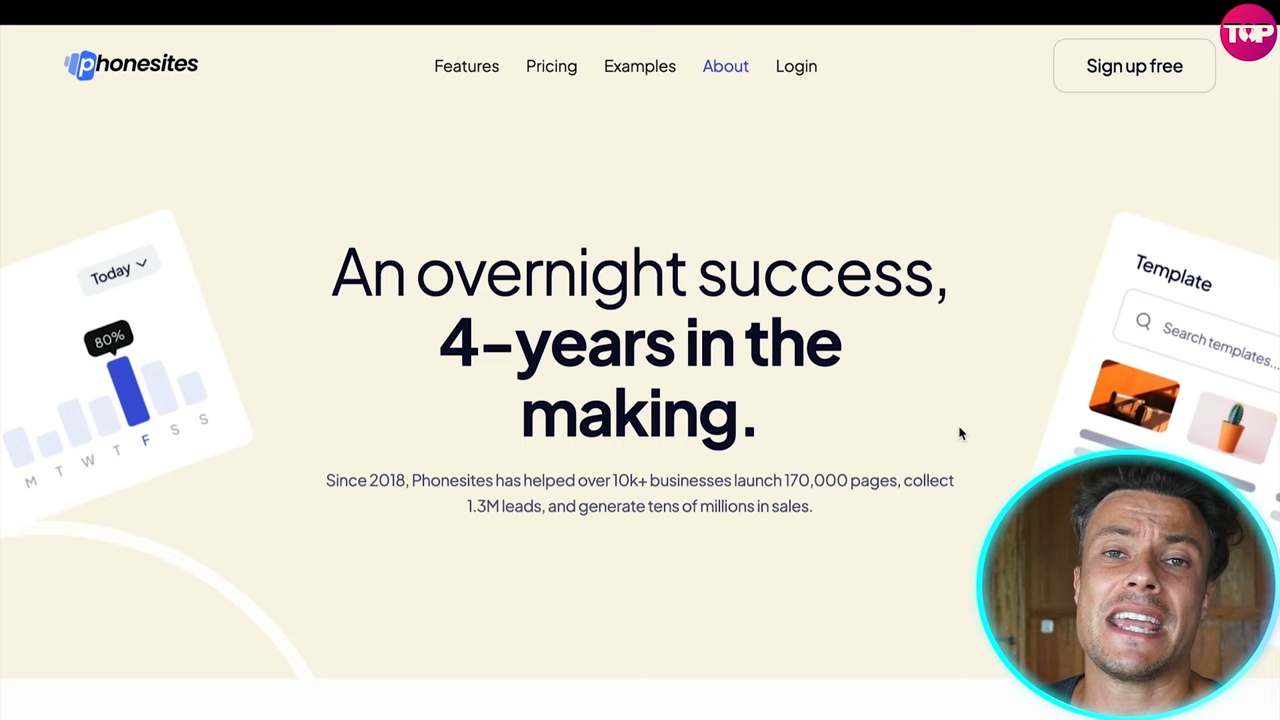 TOP
phonesites
Features Pricing Examples About Login
Sign up free
Today
80%
M T W T F S S
An overnight success,
4-years in the
making.
Since 2018, Phonesites has helped over 10k+ businesses launch 170,000 pages, collect
1.3M leads, and generate tens of millions in sales.
Template
Search templates...